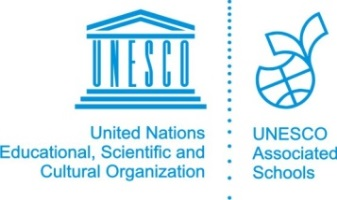 UNESCO
United Nations
Educational, Scientific and
Cultural Organization
UNESCO
Associated
Schools